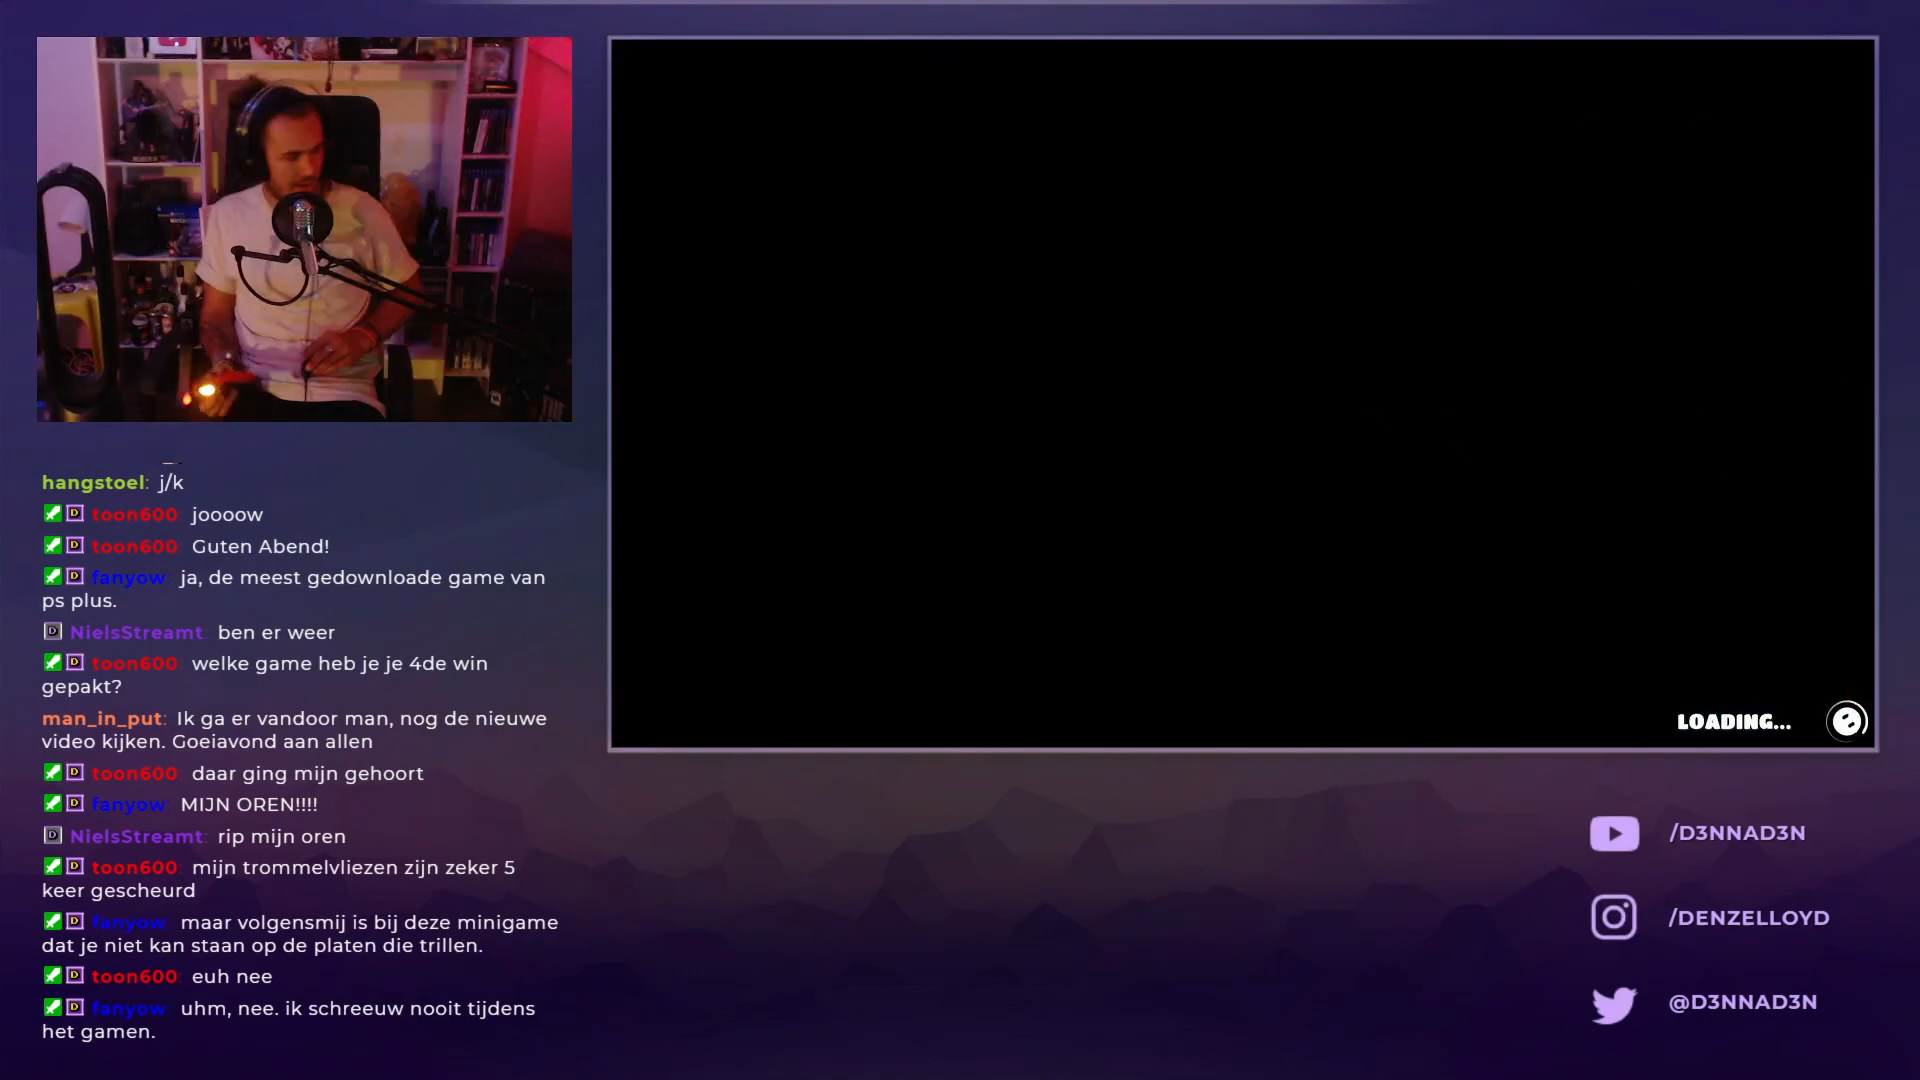 hangstoel: j/k
toon600: joooow
toon600: Guten Abend!
fanyow: ja, de meest gedownloade game van
ps plus.
NielsStreamt: ben er weer
toon600: welke game heb je je 4de win
gepakt?
man_in_put: Ik ga er vandoor man, nog de nieuwe
video kijken. Goeiavond aan allen
toon600: daar ging mijn gehoort
fanyow: MIJN OREN!!!!
NielsStreamt: rip mijn oren
toon600: mijn trommelvliezen zijn zeker 5
keer gescheurd
fanyow: maar volgensmij is bij deze minigame
dat je niet kan staan op de platen die trillen.
toon600: euh nee
fanyow: uhm, nee. ik schreeuw nooit tijdens
het gamen.
LOADING...
/D3NNAD3N
/DENZELLOYD
@D3NNAD3N